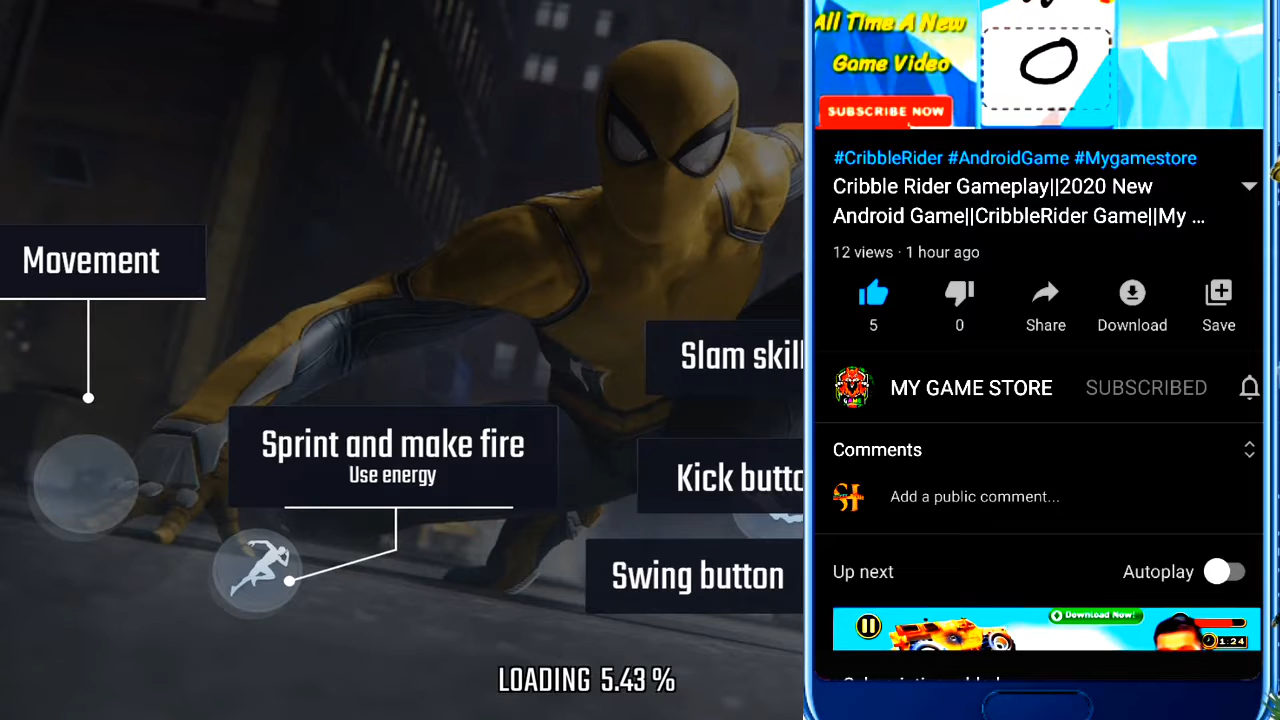 Movement
Sprint and make fire
Use energy
Slam skill
Kick butto
Swing button
LOADING 5.43 %
All Time A New
Game Video
SUBSCRIBE NOW
#CribbleRider #AndroidGame #Mygamestore
Cribble Rider Gameplay||2020 New
Android Game||CribbleRider Game||My ...
12 views · 1 hour ago
5
0
Share
Download
Save
MY GAME STORE
SUBSCRIBED
Comments
Add a public comment...
Up next
Autoplay
Download Now!
1:24